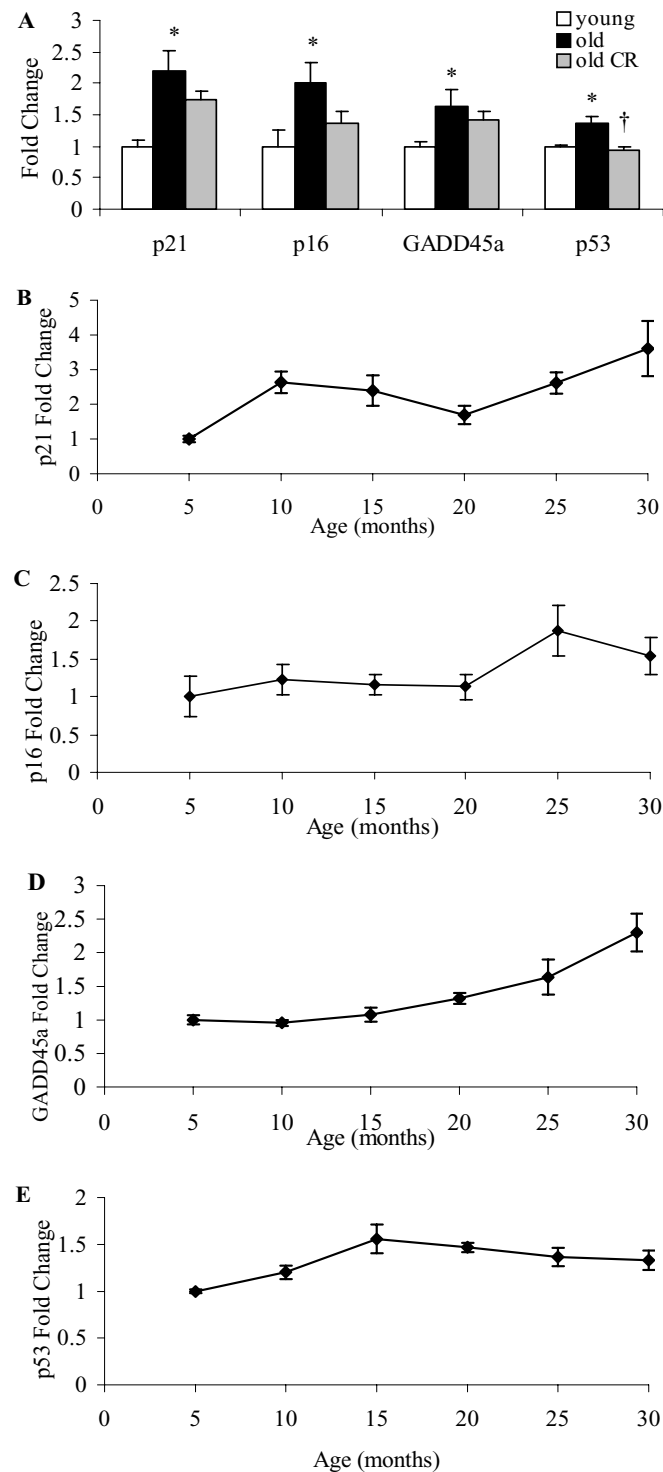 A
Fold Change
3
2.5
2
1.5
1
0.5
0
* * * * †
young
old
old CR
p21 p16 GADD45a p53
B
p21 Fold Change
5
4
3
2
1
0
0 5 10 15 20 25 30
Age (months)
C
p16 Fold Change
2.5
2
1.5
1
0.5
0
0 5 10 15 20 25 30
Age (months)
D
GADD45a Fold Change
3
2.5
2
1.5
1
0.5
0
0 5 10 15 20 25 30
Age (months)
E
p53 Fold Change
2
1.5
1
0.5
0
0 5 10 15 20 25 30
Age (months)